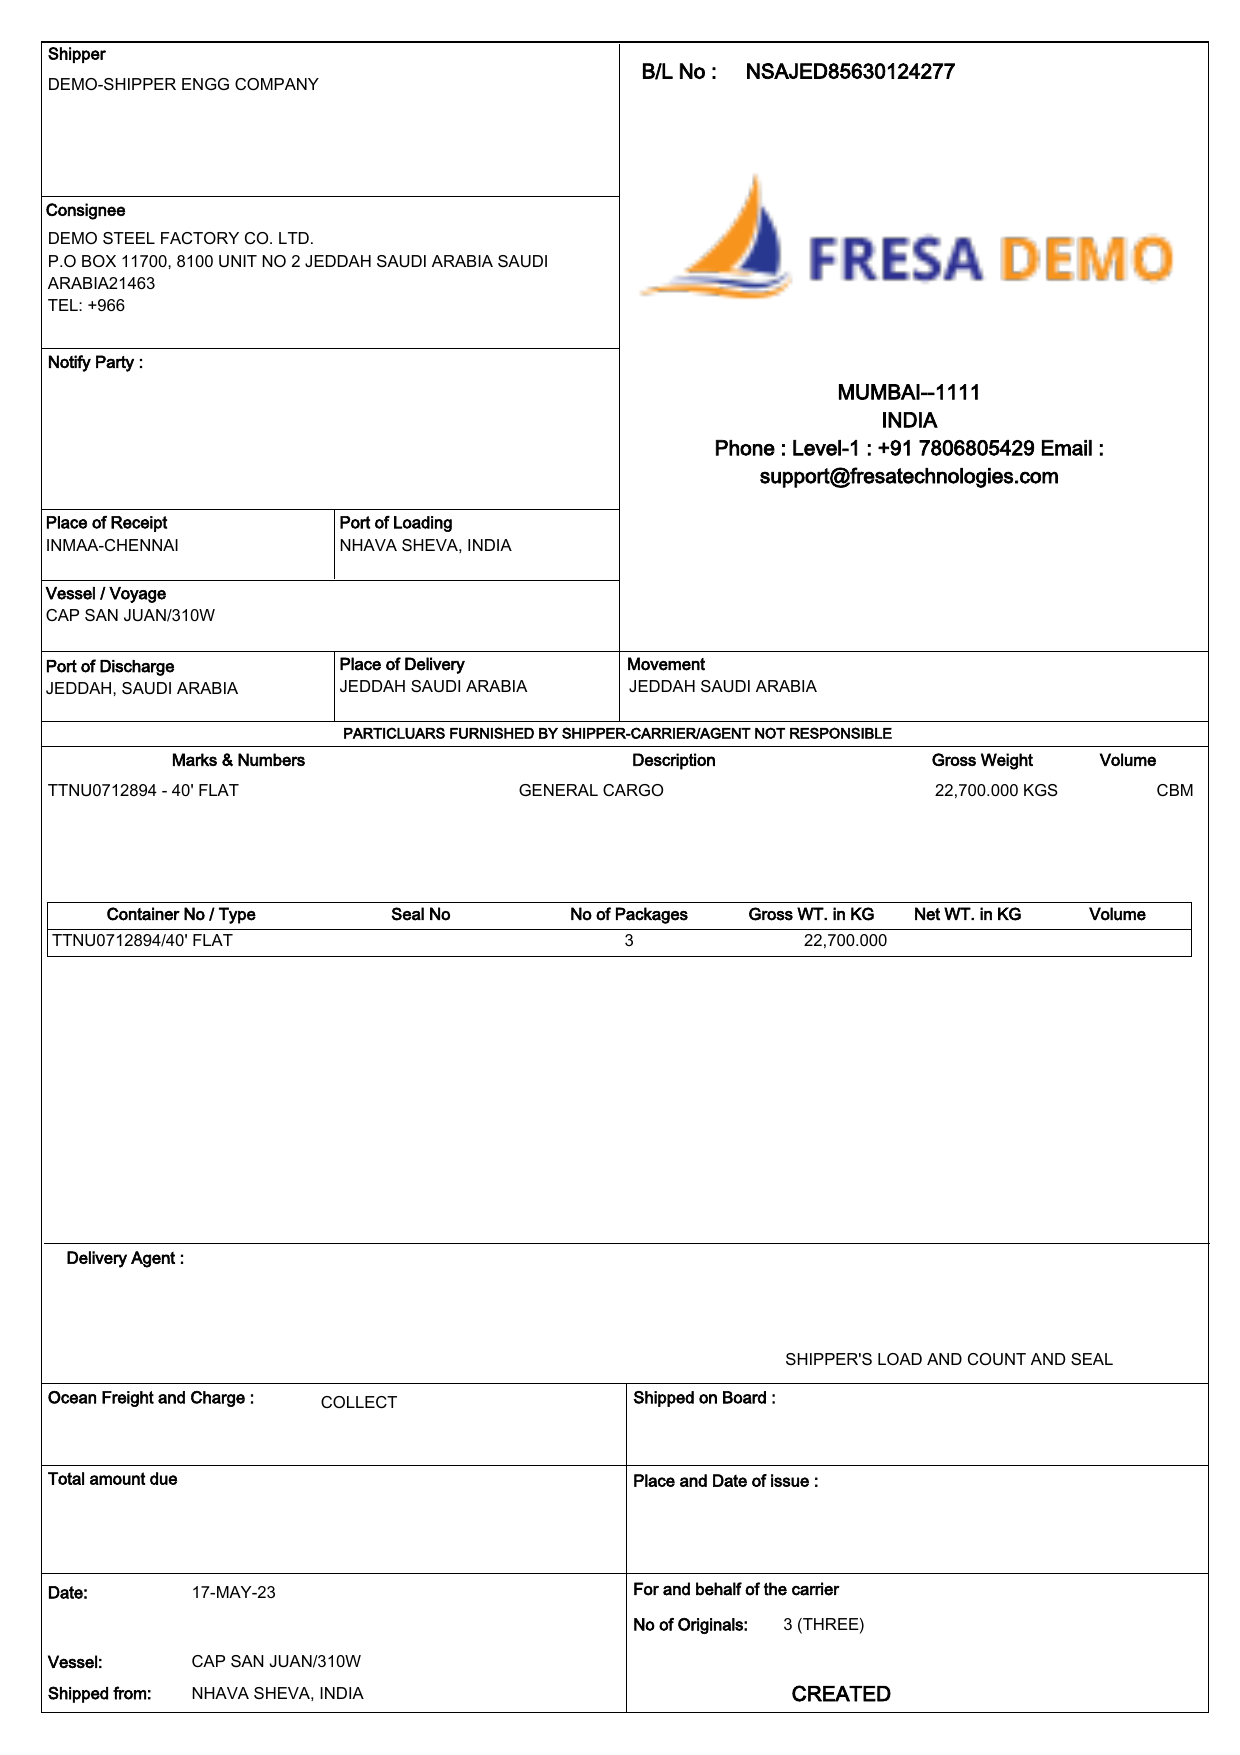 Shipper
DEMO-SHIPPER ENGG COMPANY
B/L No : NSAJED85630124277
FRESA DEMO
Consignee
DEMO STEEL FACTORY CO. LTD.
P.O BOX 11700, 8100 UNIT NO 2 JEDDAH SAUDI ARABIA SAUDI
ARABIA21463
TEL: +966
Notify Party :
MUMBAI--1111
INDIA
Phone : Level-1 : +91 7806805429 Email :
support@fresatechnologies.com
Place of Receipt Port of Loading
INMAA-CHENNAI NHAVA SHEVA, INDIA
Vessel / Voyage
CAP SAN JUAN/310W
Port of Discharge Place of Delivery Movement
JEDDAH, SAUDI ARABIA JEDDAH SAUDI ARABIA JEDDAH SAUDI ARABIA
PARTICLUARS FURNISHED BY SHIPPER-CARRIER/AGENT NOT RESPONSIBLE
Marks & Numbers Description Gross Weight Volume
TTNU0712894 - 40' FLAT GENERAL CARGO 22,700.000 KGS CBM
Container No / Type Seal No No of Packages Gross WT. in KG Net WT. in KG Volume
TTNU0712894/40' FLAT 3 22,700.000
Delivery Agent :
SHIPPER'S LOAD AND COUNT AND SEAL
Ocean Freight and Charge : COLLECT Shipped on Board :
Total amount due Place and Date of issue :
Date: 17-MAY-23 For and behalf of the carrier
No of Originals: 3 (THREE)
Vessel: CAP SAN JUAN/310W
Shipped from: NHAVA SHEVA, INDIA CREATED